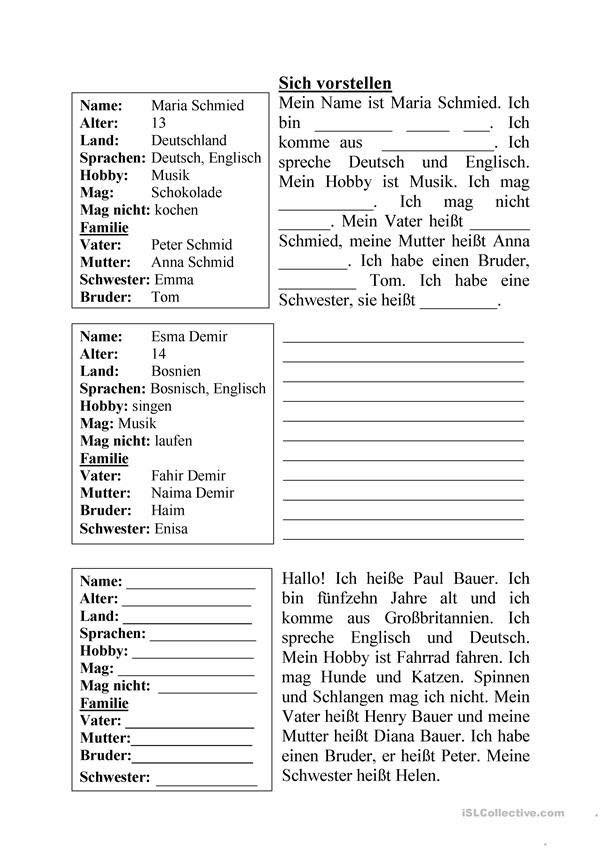 Sich vorstellen
Name: Maria Schmied
Alter: 13
Land: Deutschland
Sprachen: Deutsch, Englisch
Hobby: Musik
Mag: Schokolade
Mag nicht: kochen
Familie
Vater: Peter Schmid
Mutter: Anna Schmid
Schwester: Emma
Bruder: Tom
Mein Name ist Maria Schmied. Ich
bin __________ _____ ___. Ich
komme aus ______________. Ich
spreche Deutsch und Englisch.
Mein Hobby ist Musik. Ich mag
____________. Ich mag nicht
______. Mein Vater heißt _______
Schmied, meine Mutter heißt Anna
________. Ich habe einen Bruder,
_________ Tom. Ich habe eine
Schwester, sie heißt _________.
Name: Esma Demir
Alter: 14
Land: Bosnien
Sprachen: Bosnisch, Englisch
Hobby: singen
Mag: Musik
Mag nicht: laufen
Familie
Vater: Fahir Demir
Mutter: Naima Demir
Bruder: Haim
Schwester: Enisa
Name: ________________
Alter: ________________
Land: ________________
Sprachen: _____________
Hobby: _______________
Mag: _________________
Mag nicht: ____________
Familie
Vater: ________________
Mutter:_______________
Bruder:_______________
Schwester: _____________
Hallo! Ich heiße Paul Bauer. Ich
bin fünfzehn Jahre alt und ich
komme aus Großbritannien. Ich
spreche Englisch und Deutsch.
Mein Hobby ist Fahrrad fahren. Ich
mag Hunde und Katzen. Spinnen
und Schlangen mag ich nicht. Mein
Vater heißt Henry Bauer und meine
Mutter heißt Diana Bauer. Ich habe
einen Bruder, er heißt Peter. Meine
Schwester heißt Helen.
iSLCollective.com